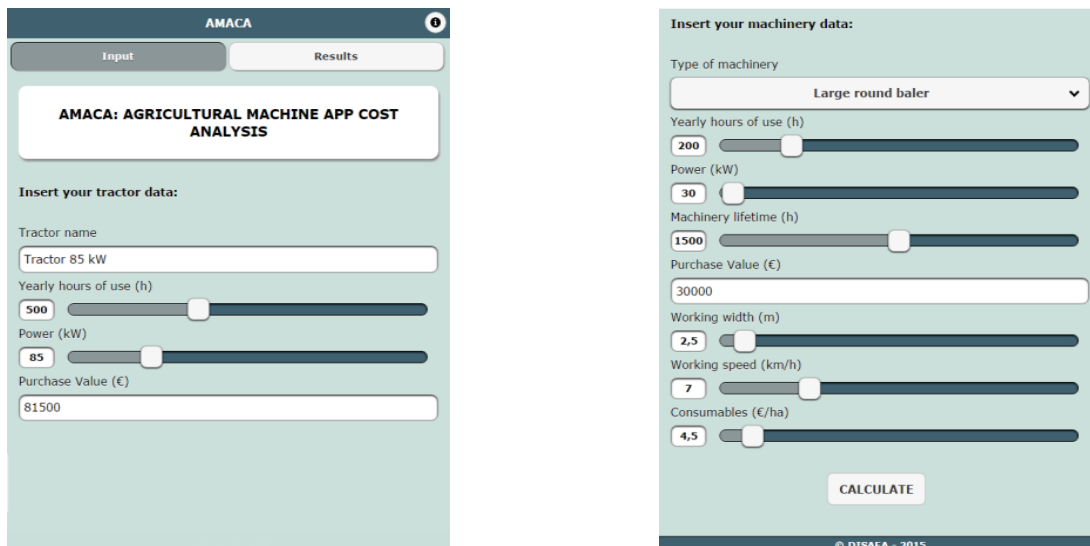 AMACA
Input
Results
AMACA: AGRICULTURAL MACHINE APP COST
ANALYSIS
Insert your tractor data:
Tractor name
Tractor 85 kW
Yearly hours of use (h)
500
Power (kW)
85
Purchase Value (€)
81500
Insert your machinery data:
Type of machinery
Large round baler
Yearly hours of use (h)
200
Power (kW)
30
Machinery lifetime (h)
1500
Purchase Value (€)
30000
Working width (m)
2,5
Working speed (km/h)
7
Consumables (€/ha)
4,5
CALCULATE
© DISAFA - 2015